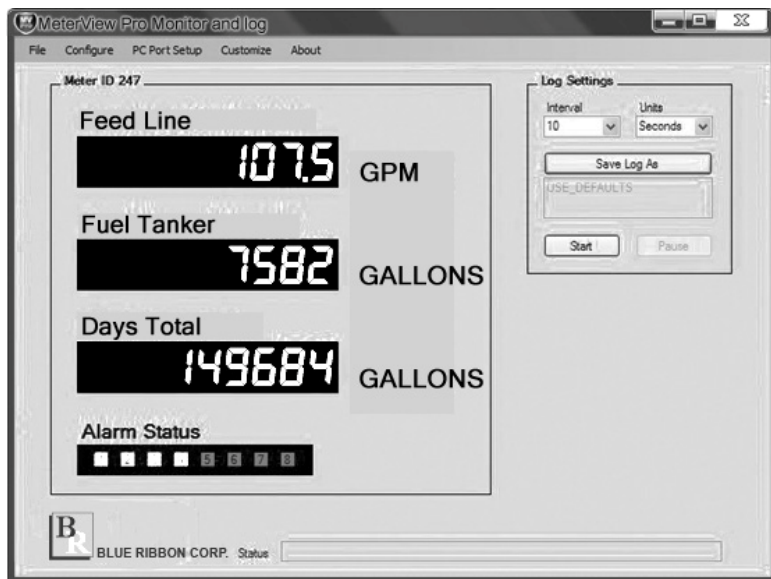 MeterView Pro Monitor and log
File Configure PC Port Setup Customize About
Meter ID 247
Feed Line
107.5 GPM
Fuel Tanker
7582 GALLONS
Days Total
149684 GALLONS
Alarm Status
5 6 7 8
Log Settings
Interval Units
10 Seconds
Save Log As
USE_DEFAULTS
Start Pause
BR
BLUE RIBBON CORP. Status